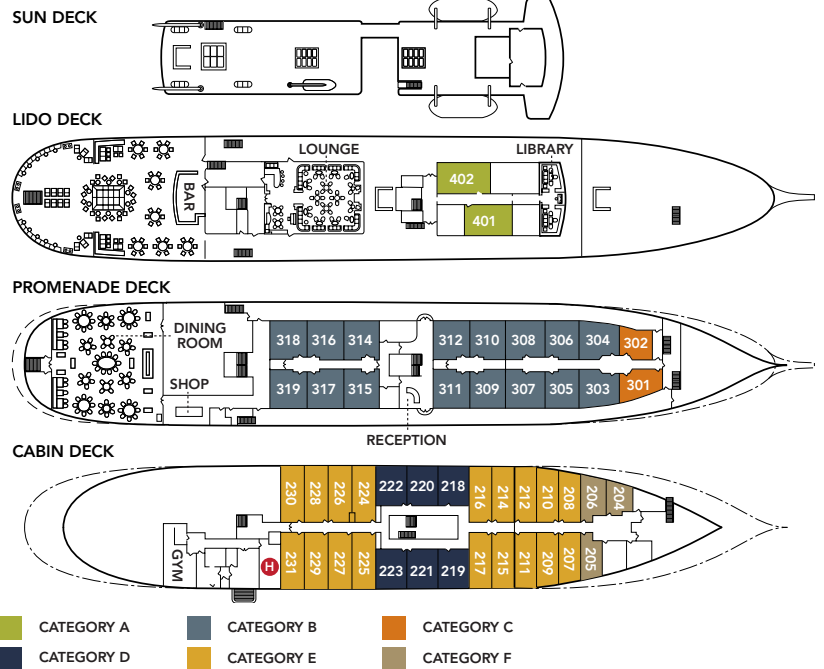 SUN DECK
LIDO DECK
LOUNGE
LIBRARY
BAR
402
401
PROMENADE DECK
DINING
ROOM
SHOP
318 316 314 312 310 308 306 304 302
319 317 315 311 309 307 305 303 301
RECEPTION
CABIN DECK
230 228 226 224 222 220 218 216 214 212 210 208 206 204
GYM
H
231 229 227 225 223 221 219 217 215 211 209 207 205
CATEGORY A CATEGORY B CATEGORY C
CATEGORY D CATEGORY E CATEGORY F